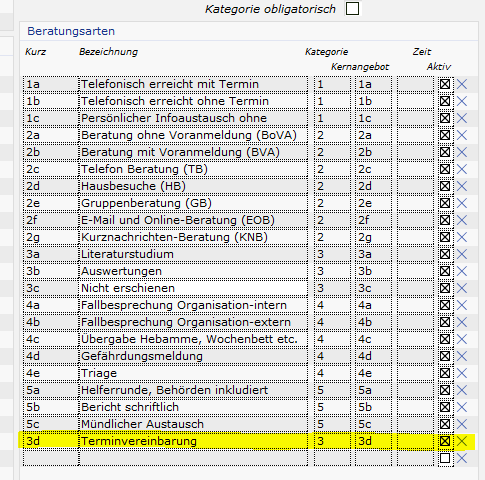 Kategorie obligatorisch
Beratungsarten
Kurz Bezeichnung Kategorie Zeit
Kernangebot Aktiv
1a Telefonisch erreicht mit Termin 1 1a
1b Telefonisch erreicht ohne Termin 1 1b
1c Persönlicher Infoaustausch ohne 1 1c
2a Beratung ohne Voranmeldung (BoVA) 2 2a
2b Beratung mit Voranmeldung (BVA) 2 2b
2c Telefon Beratung (TB) 2 2c
2d Hausbesuche (HB) 2 2d
2e Gruppenberatung (GB) 2 2e
2f E-Mail und Online-Beratung (EOB) 2 2f
2g Kurznachrichten-Beratung (KNB) 2 2g
3a Literaturstudium 3 3a
3b Auswertungen 3 3b
3c Nicht erschienen 3 3c
4a Fallbesprechung Organisation-intern 4 4a
4b Fallbesprechung Organisation-extern 4 4b
4c Übergabe Hebamme, Wochenbett etc. 4 4c
4d Gefährdungsmeldung 4 4d
4e Triage 4 4e
5a Helferrunde, Behörden inkludiert 5 5a
5b Bericht schriftlich 5 5b
5c Mündlicher Austausch 5 5c
3d Terminvereinbarung 3 3d